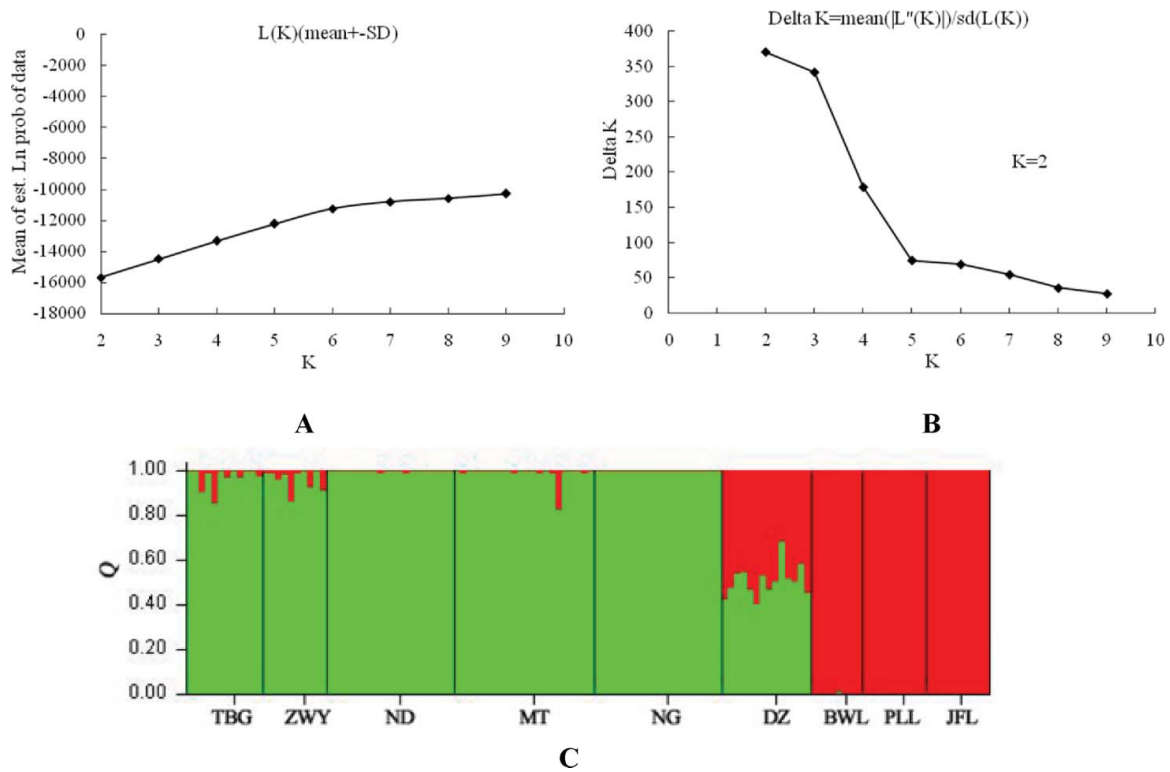 L(K)(mean+-SD)
Mean of est. Ln prob of data
0
-2000
-4000
-6000
-8000
-10000
-12000
-14000
-16000
-18000
2 3 4 5 6 7 8 9 10
K
A
Delta K=mean(|L"(K)|)/sd(L(K))
Delta K
400
350
300
250
200
150
100
50
0
K=2
0 1 2 3 4 5 6 7 8 9 10
K
B
Q
1.00
0.80
0.60
0.40
0.20
0.00
TBG ZWY ND MT NG DZ BWL PLL JFL
C